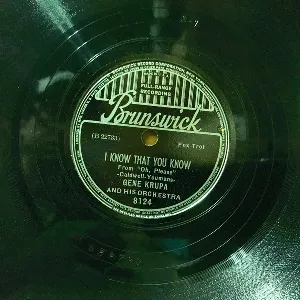 FULL-RANGE
RECORDING
Brunswick
(B 22783)
Fox Trot
I KNOW THAT YOU KNOW
From "Oh, Please"
-Caldwell-Youmans-
GENE KRUPA
AND HIS ORCHESTRA
8124